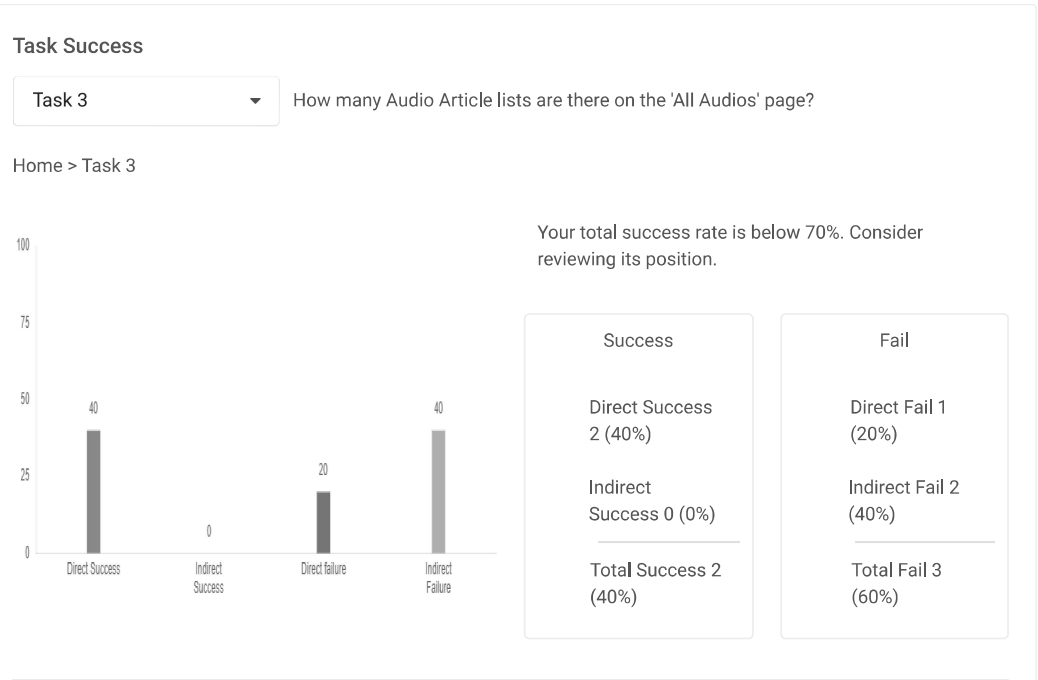 Task Success
Task 3
How many Audio Article lists are there on the 'All Audios' page?
Home > Task 3
100
75
50
25
0
40
0
20
40
Direct Success
Indirect
Success
Direct failure
Indirect
Failure
Your total success rate is below 70%. Consider
reviewing its position.
Success
Direct Success
2 (40%)
Indirect
Success 0 (0%)
Total Success 2
(40%)
Fail
Direct Fail 1
(20%)
Indirect Fail 2
(40%)
Total Fail 3
(60%)